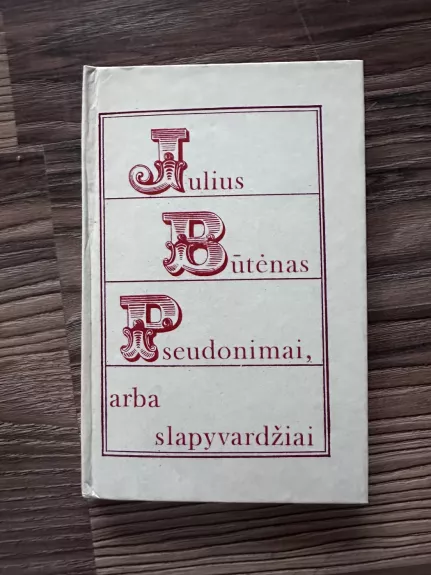 Julius
Būtėnas
Pseudonimai,
arba
slapyvardžiai